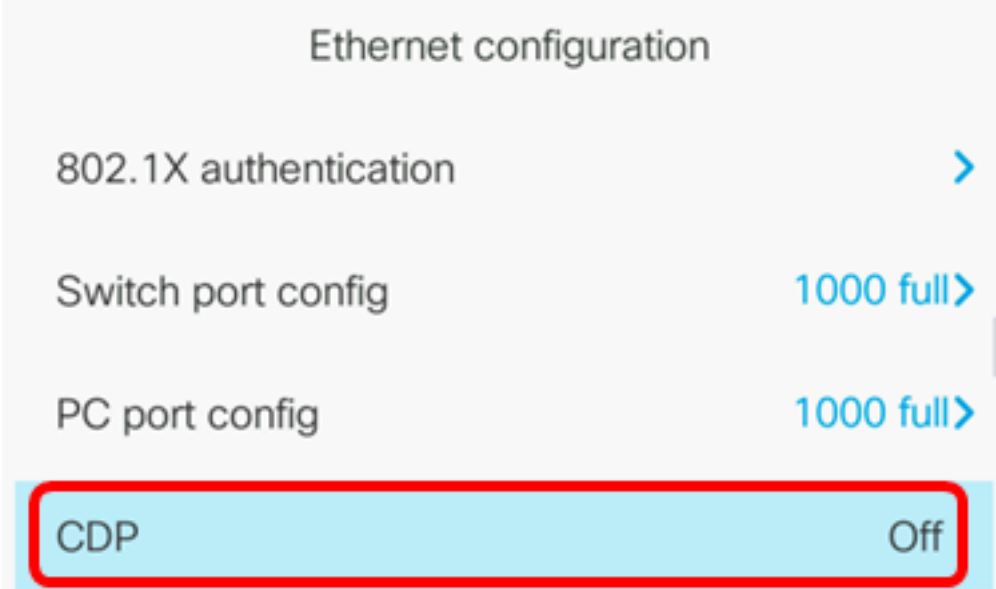 Ethernet configuration
802.1X authentication
Switch port config 1000 full
PC port config 1000 full
CDP Off